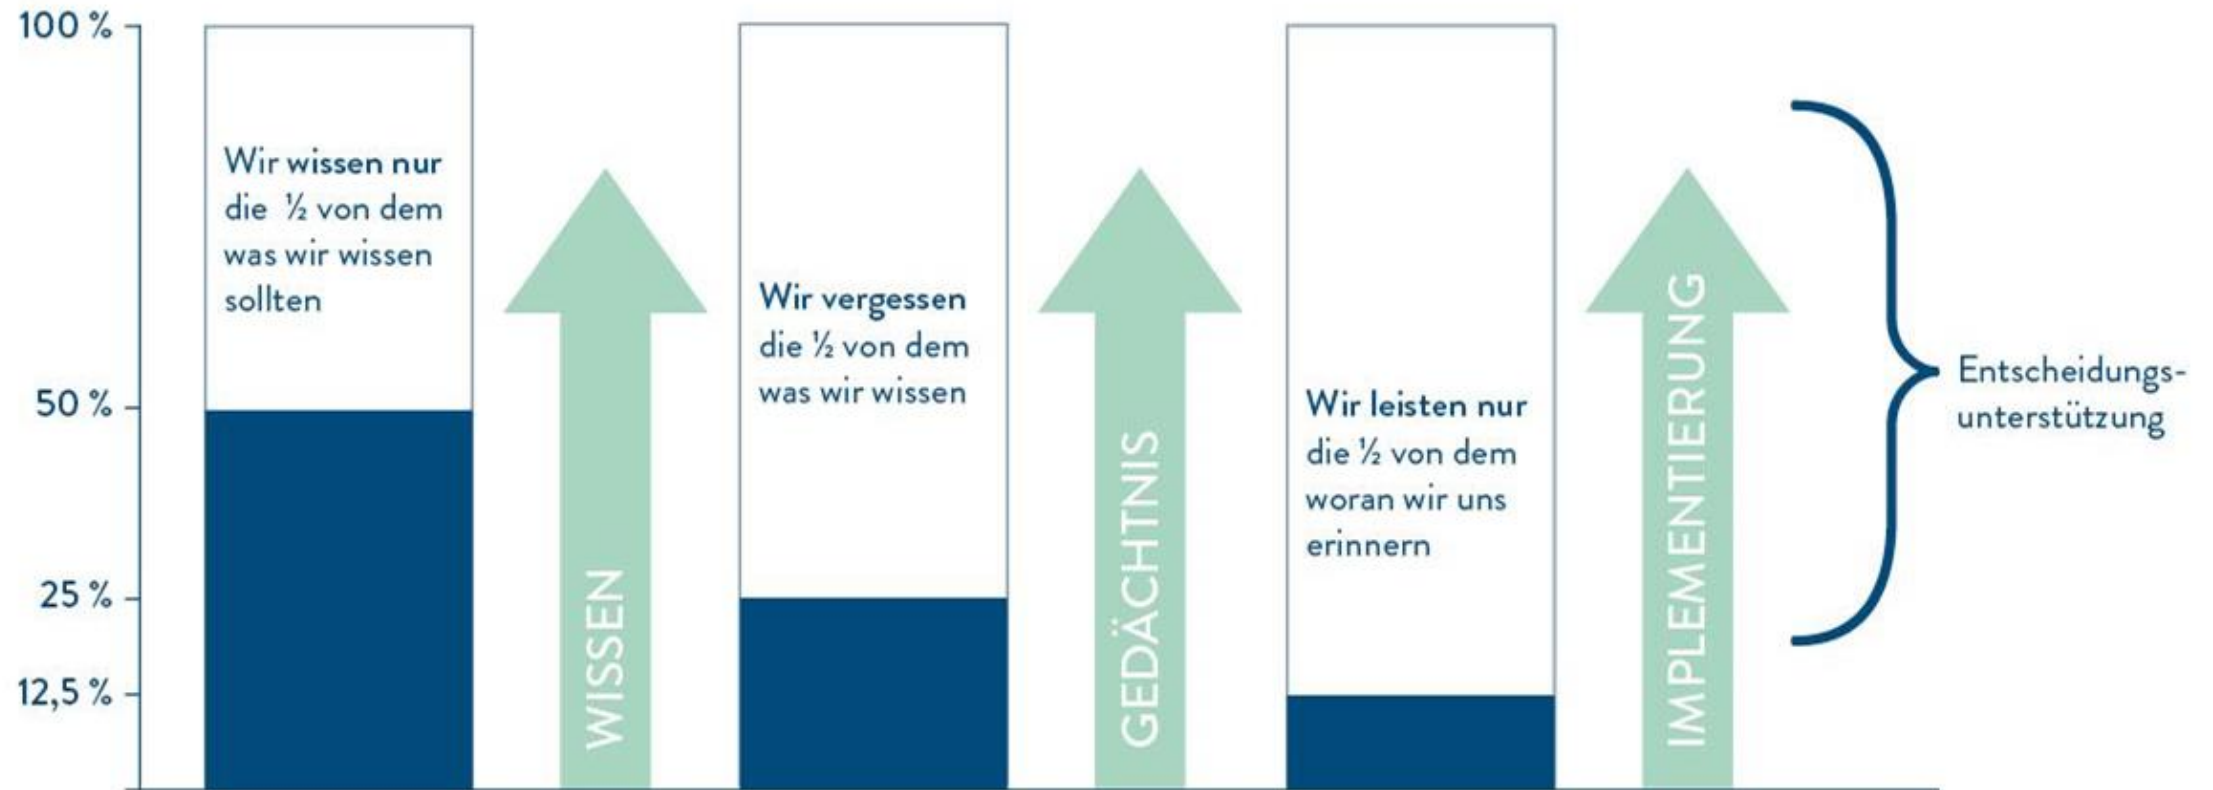 100 %
50 %
25 %
12,5 %
Wir wissen nur
die ½ von dem
was wir wissen
sollten
WISSEN
Wir vergessen
die ½ von dem
was wir wissen
GEDÄCHTNIS
Wir leisten nur
die ½ von dem
woran wir uns
erinnern
IMPLEMENTIERUNG
Entscheidungs-
unterstützung